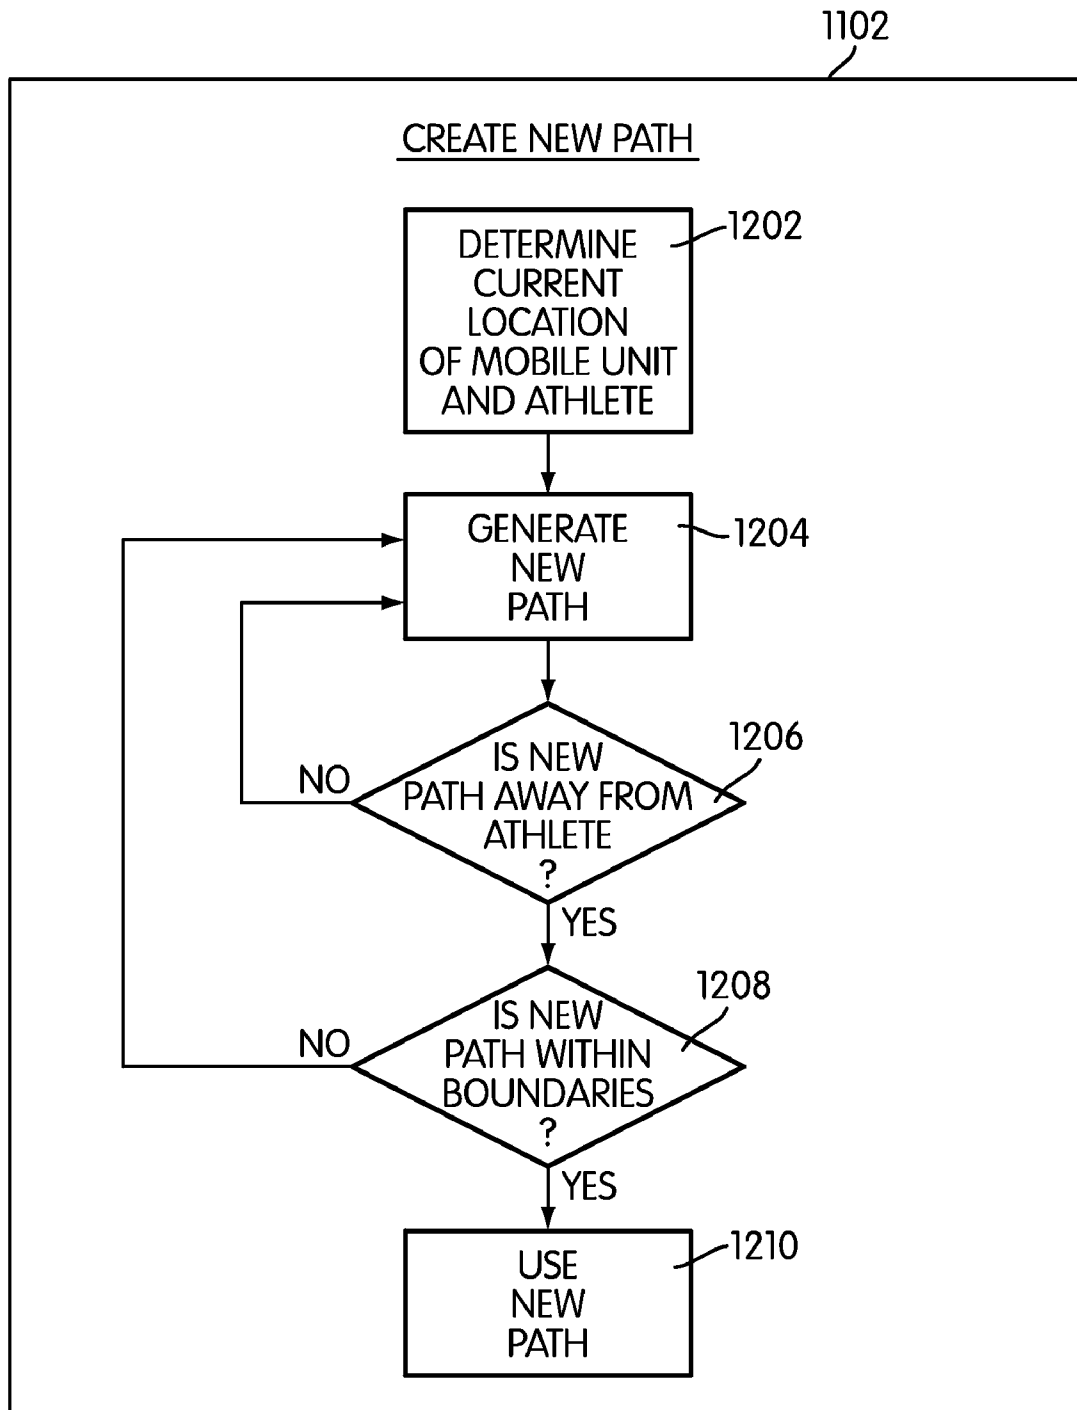 1102
CREATE NEW PATH
1202
DETERMINE
CURRENT
LOCATION
OF MOBILE UNIT
AND ATHLETE
1204
GENERATE
NEW
PATH
1206
IS NEW
PATH AWAY FROM
ATHLETE
?
NO
YES
1208
IS NEW
PATH WITHIN
BOUNDARIES
?
NO
YES
1210
USE
NEW
PATH